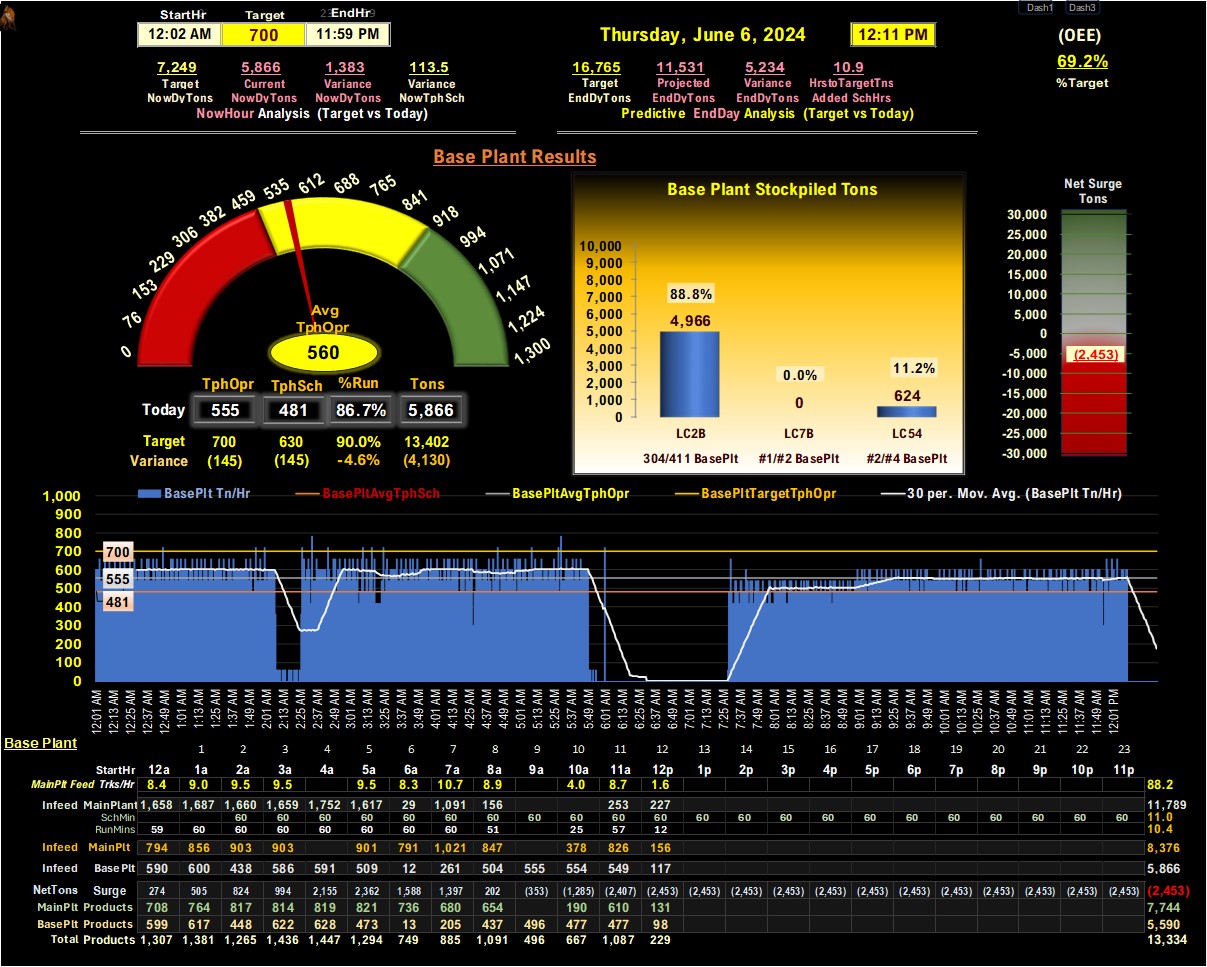 Dash1 Dash3
StartHr Target EndHr
12:02 AM 700 11:59 PM
Thursday, June 6, 2024 12:11 PM
(OEE)
69.2%
%Target
7,249 5,866 1,383 113.5
Target Current Variance Variance
NowDyTons NowDyTons NowDyTons NowTphSch
NowHour Analysis (Target vs Today)
16,765 11,531 5,234 10.9
Target Projected Variance HrstoTargetTns
EndDyTons EndDyTons EndDyTons Added SchHrs
Predictive EndDay Analysis (Target vs Today)
Base Plant Results
0 76 153 229 306 382 459 535 612 688 765 841 918 994 1,071 1,147 1,224 1,300
Avg
TphOpr
560
TphOpr TphSch %Run Tons
Today 555 481 86.7% 5,866
Target 700 630 90.0% 13,402
Variance (145) (145) -4.6% (4,130)
Base Plant Stockpiled Tons
10,000
9,000
8,000
7,000
6,000
5,000
4,000
3,000
2,000
1,000
0
88.8%
4,966
0.0%
0
11.2%
624
LC2B LC7B LC54
304/411 BasePlt #1/#2 BasePlt #2/#4 BasePlt
Net Surge
Tons
30,000
25,000
20,000
15,000
10,000
5,000
0
-5,000
-10,000
-15,000
-20,000
-25,000
-30,000
(2,453)
BasePlt Tn/Hr BasePltAvgTphSch BasePltAvgTphOpr BasePltTargetTphOpr 30 per. Mov. Avg. (BasePlt Tn/Hr)
1,000
900
800
700
600
500
400
300
200
100
0
700
555
481
12:01 AM 12:13 AM 12:25 AM 12:37 AM 12:49 AM 1:01 AM 1:13 AM 1:25 AM 1:37 AM 1:49 AM 2:01 AM 2:13 AM 2:25 AM 2:37 AM 2:49 AM 3:01 AM 3:13 AM 3:25 AM 3:37 AM 3:49 AM 4:01 AM 4:13 AM 4:25 AM 4:37 AM 4:49 AM 5:01 AM 5:13 AM 5:25 AM 5:37 AM 5:49 AM 6:01 AM 6:13 AM 6:25 AM 6:37 AM 6:49 AM 7:01 AM 7:13 AM 7:25 AM 7:37 AM 7:49 AM 8:01 AM 8:13 AM 8:25 AM 8:37 AM 8:49 AM 9:01 AM 9:13 AM 9:25 AM 9:37 AM 9:49 AM 10:01 AM 10:13 AM 10:25 AM 10:37 AM 10:49 AM 11:01 AM 11:13 AM 11:25 AM 11:37 AM 11:49 AM 12:01 PM
Base Plant
1 2 3 4 5 6 7 8 9 10 11 12 13 14 15 16 17 18 19 20 21 22 23
StartHr 12a 1a 2a 3a 4a 5a 6a 7a 8a 9a 10a 11a 12p 1p 2p 3p 4p 5p 6p 7p 8p 9p 10p 11p
MainPlt Feed Trks/Hr 8.4 9.0 9.5 9.5 9.5 8.3 10.7 8.9 4.0 8.7 1.6 88.2
Infeed MainPlant 1,658 1,687 1,660 1,659 1,752 1,617 29 1,091 156 253 227 11,789
SchMin 60 60 60 60 60 60 60 60 60 60 60 60 60 60 60 60 60 60 60 60 60 60 11.0
RunMins 59 60 60 60 60 60 60 60 51 25 57 12 10.4
Infeed MainPlt 794 856 903 903 901 791 1,021 847 378 826 156 8,376
Infeed BasePlt 590 600 438 586 591 509 12 261 504 555 554 549 117 5,866
NetTons Surge 274 505 824 994 2,155 2,362 1,588 1,397 202 (353) (1,285) (2,407) (2,453) (2,453) (2,453) (2,453) (2,453) (2,453) (2,453) (2,453) (2,453) (2,453) (2,453) (2,453) (2,453)
MainPlt Products 708 764 817 814 819 821 736 680 654 190 610 131 7,744
BasePlt Products 599 617 448 622 628 473 13 205 437 496 477 477 98 5,590
Total Products 1,307 1,381 1,265 1,436 1,447 1,294 749 885 1,091 496 667 1,087 229 13,334